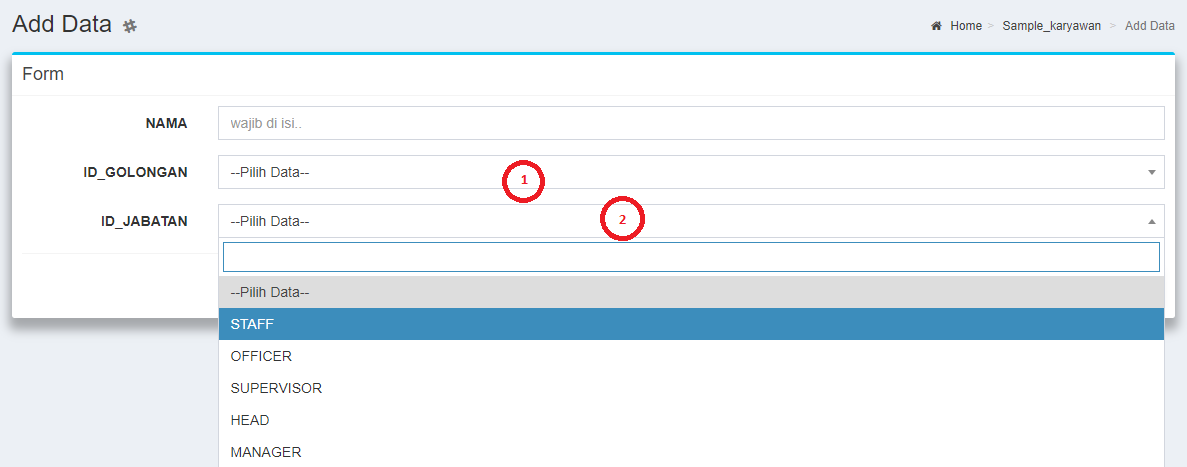 Add Data
Home > Sample_karyawan > Add Data
Form
NAMA wajib di isi..
ID_GOLONGAN --Pilih Data--
1
ID_JABATAN --Pilih Data--
2
--Pilih Data--
STAFF
OFFICER
SUPERVISOR
HEAD
MANAGER